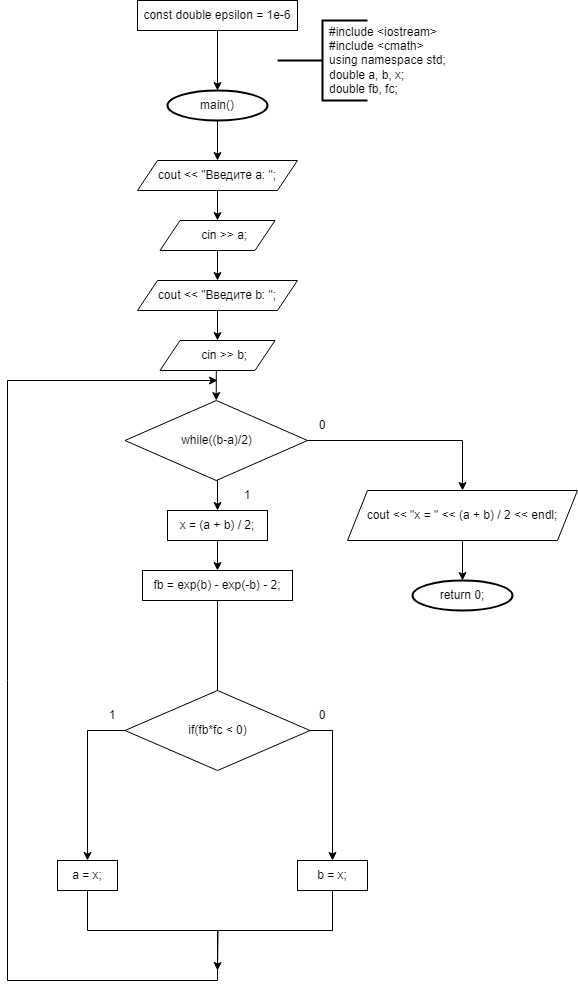 const double epsilon = 1e-6
#include <iostream>
#include <cmath>
using namespace std;
double a, b, x;
double fb, fc;
main()
cout << "Введите a: ";
cin >> a;
cout << "Введите b: ";
cin >> b;
while((b-a)/2)
0
1
x = (a + b) / 2;
cout << "x = " << (a + b) / 2 << endl;
fb = exp(b) - exp(-b) - 2;
return 0;
1
0
if(fb*fc < 0)
a = x;
b = x;